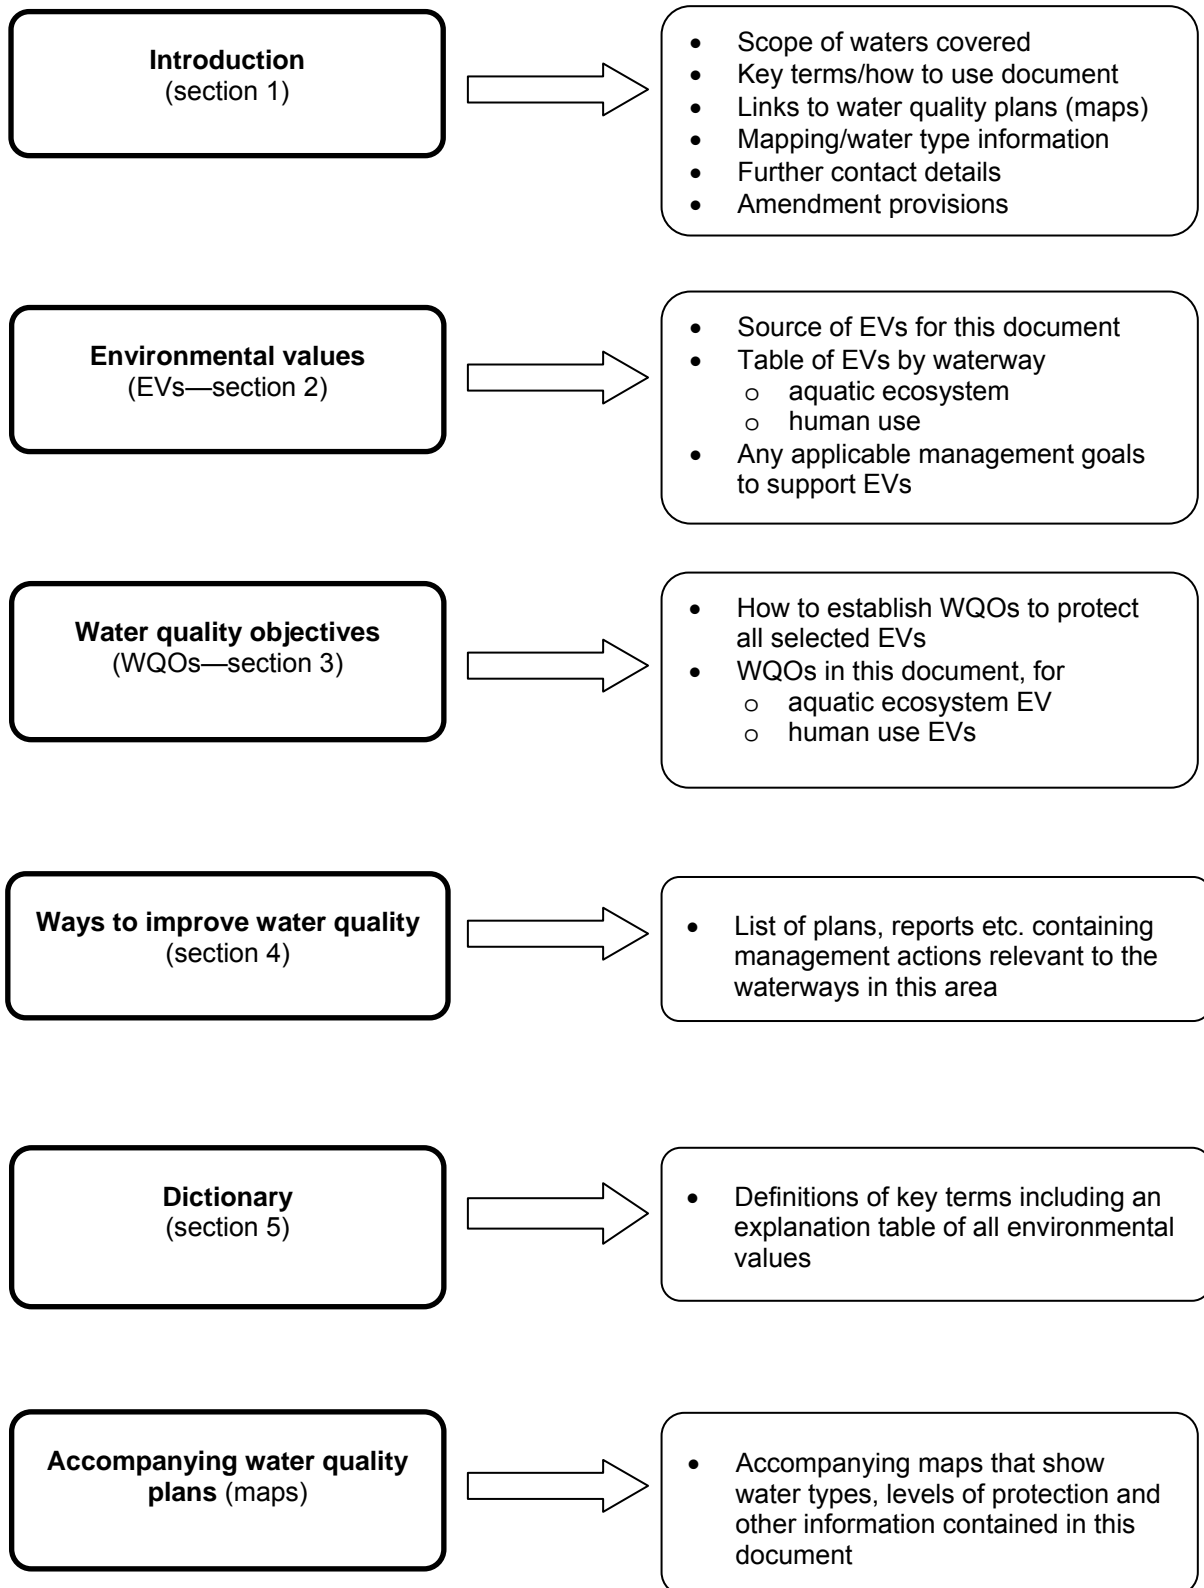 Introduction
(section 1)
• Scope of waters covered
• Key terms/how to use document
• Links to water quality plans (maps)
• Mapping/water type information
• Further contact details
• Amendment provisions
Environmental values
(EVs—section 2)
• Source of EVs for this document
• Table of EVs by waterway
o aquatic ecosystem
o human use
• Any applicable management goals
to support EVs
Water quality objectives
(WQOs—section 3)
• How to establish WQOs to protect
all selected EVs
• WQOs in this document, for
o aquatic ecosystem EV
o human use EVs
Ways to improve water quality
(section 4)
• List of plans, reports etc. containing
management actions relevant to the
waterways in this area
Dictionary
(section 5)
• Definitions of key terms including an
explanation table of all environmental
values
Accompanying water quality
plans (maps)
• Accompanying maps that show
water types, levels of protection and
other information contained in this
document